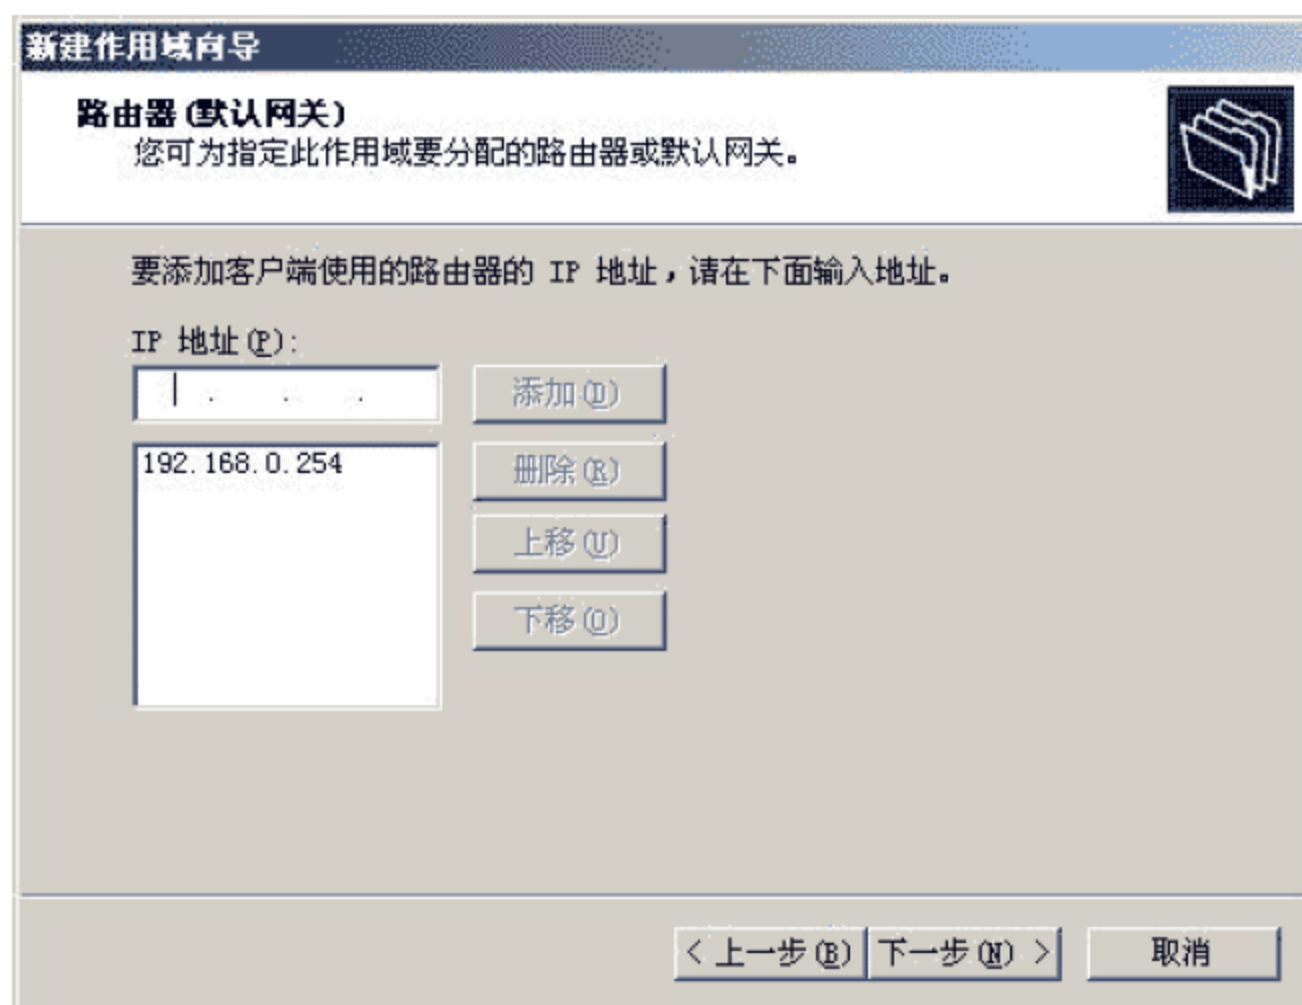 新建作用域向导
路由器(默认网关)
您可为指定此作用域要分配的路由器或默认网关。
要添加客户端使用的路由器的 IP 地址，请在下面输入地址。
IP 地址(P):
. . .
添加(D)
192.168.0.254
删除(R)
上移(U)
下移(O)
< 上一步(B)
下一步(N) >
取消